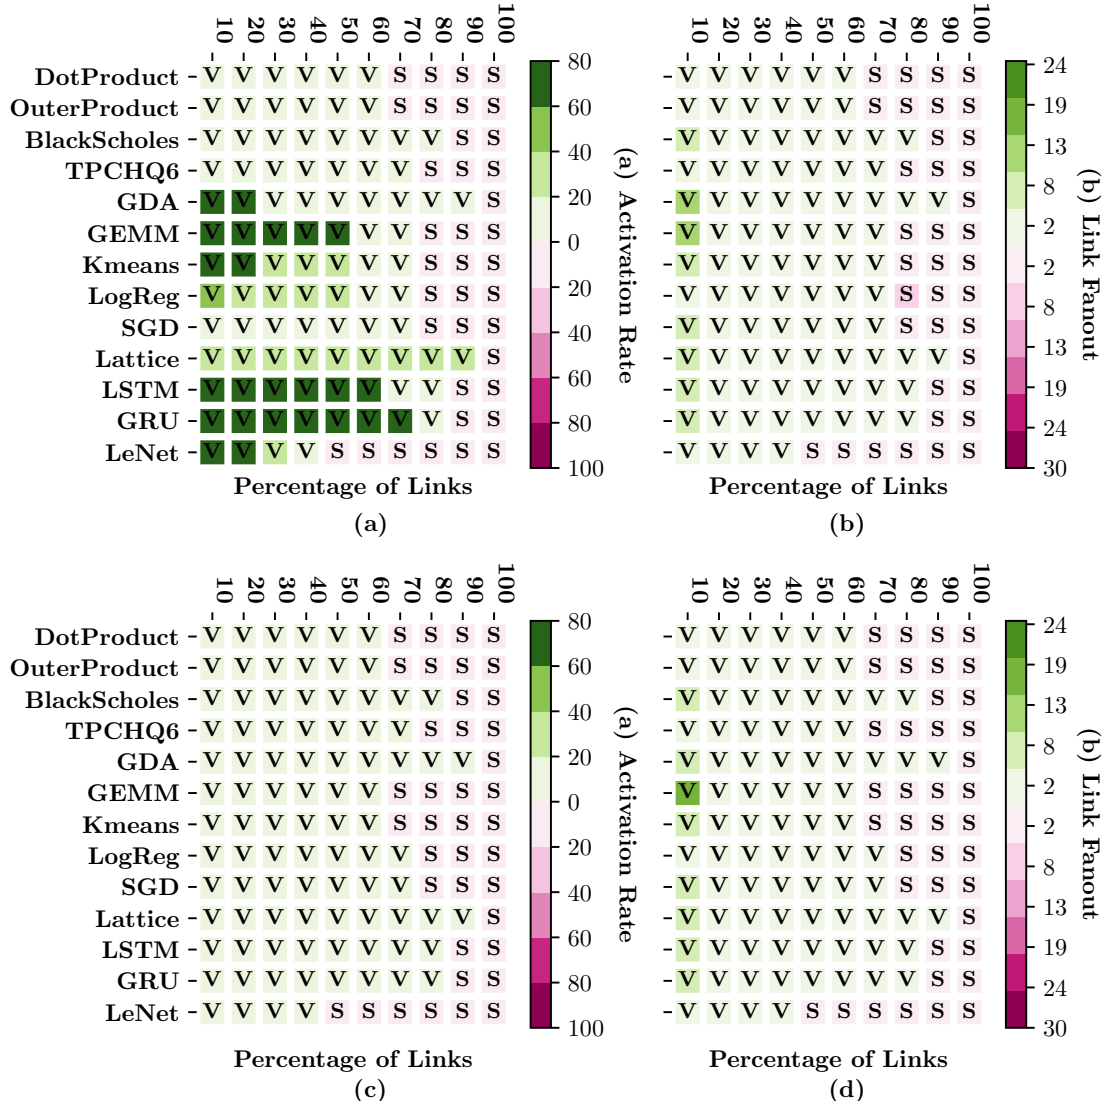 10 20 30 40 50 60 70 80 90 100
DotProduct V V V V V V S S S S
OuterProduct V V V V V V S S S S
BlackScholes V V V V V V V V S S
TPCHQ6 V V V V V V V S S S
GDA V V V V V V V V V S
GEMM V V V V V V V S S S
Kmeans V V V V V V V S S S
LogReg V V V V V V V S S S
SGD V V V V V V V S S S
Lattice V V V V V V V V V S
LSTM V V V V V V V V S S
GRU V V V V V V V V S S
LeNet V V V V S S S S S S
Percentage of Links
(a)
80
60
40
20
0
20
40
60
80
100
(a) Activation Rate
10 20 30 40 50 60 70 80 90 100
V V V V V V S S S S
V V V V V V S S S S
V V V V V V V V S S
V V V V V V V S S S
V V V V V V V V V S
V V V V V V V S S S
V V V V V V V S S S
V V V V V V V S S S
V V V V V V V S S S
V V V V V V V V V S
V V V V V V V V S S
V V V V V V V V S S
V V V V S S S S S S
Percentage of Links
(b)
24
19
13
8
2
2
8
13
19
24
30
(b) Link Fanout
10 20 30 40 50 60 70 80 90 100
DotProduct V V V V V V S S S S
OuterProduct V V V V V V S S S S
BlackScholes V V V V V V V V S S
TPCHQ6 V V V V V V V S S S
GDA V V V V V V V V V S
GEMM V V V V V V S S S S
Kmeans V V V V V V S S S S
LogReg V V V V V V V S S S
SGD V V V V V V V S S S
Lattice V V V V V V V V V S
LSTM V V V V V V V V S S
GRU V V V V V V V V S S
LeNet V V V V S S S S S S
Percentage of Links
(c)
80
60
40
20
0
20
40
60
80
100
(a) Activation Rate
10 20 30 40 50 60 70 80 90 100
V V V V V V S S S S
V V V V V V S S S S
V V V V V V V V S S
V V V V V V V S S S
V V V V V V V V V S
V V V V V V S S S S
V V V V V V S S S S
V V V V V V V S S S
V V V V V V V S S S
V V V V V V V V V S
V V V V V V V V S S
V V V V V V V V S S
V V V V S S S S S S
Percentage of Links
(d)
24
19
13
8
2
2
8
13
19
24
30
(b) Link Fanout